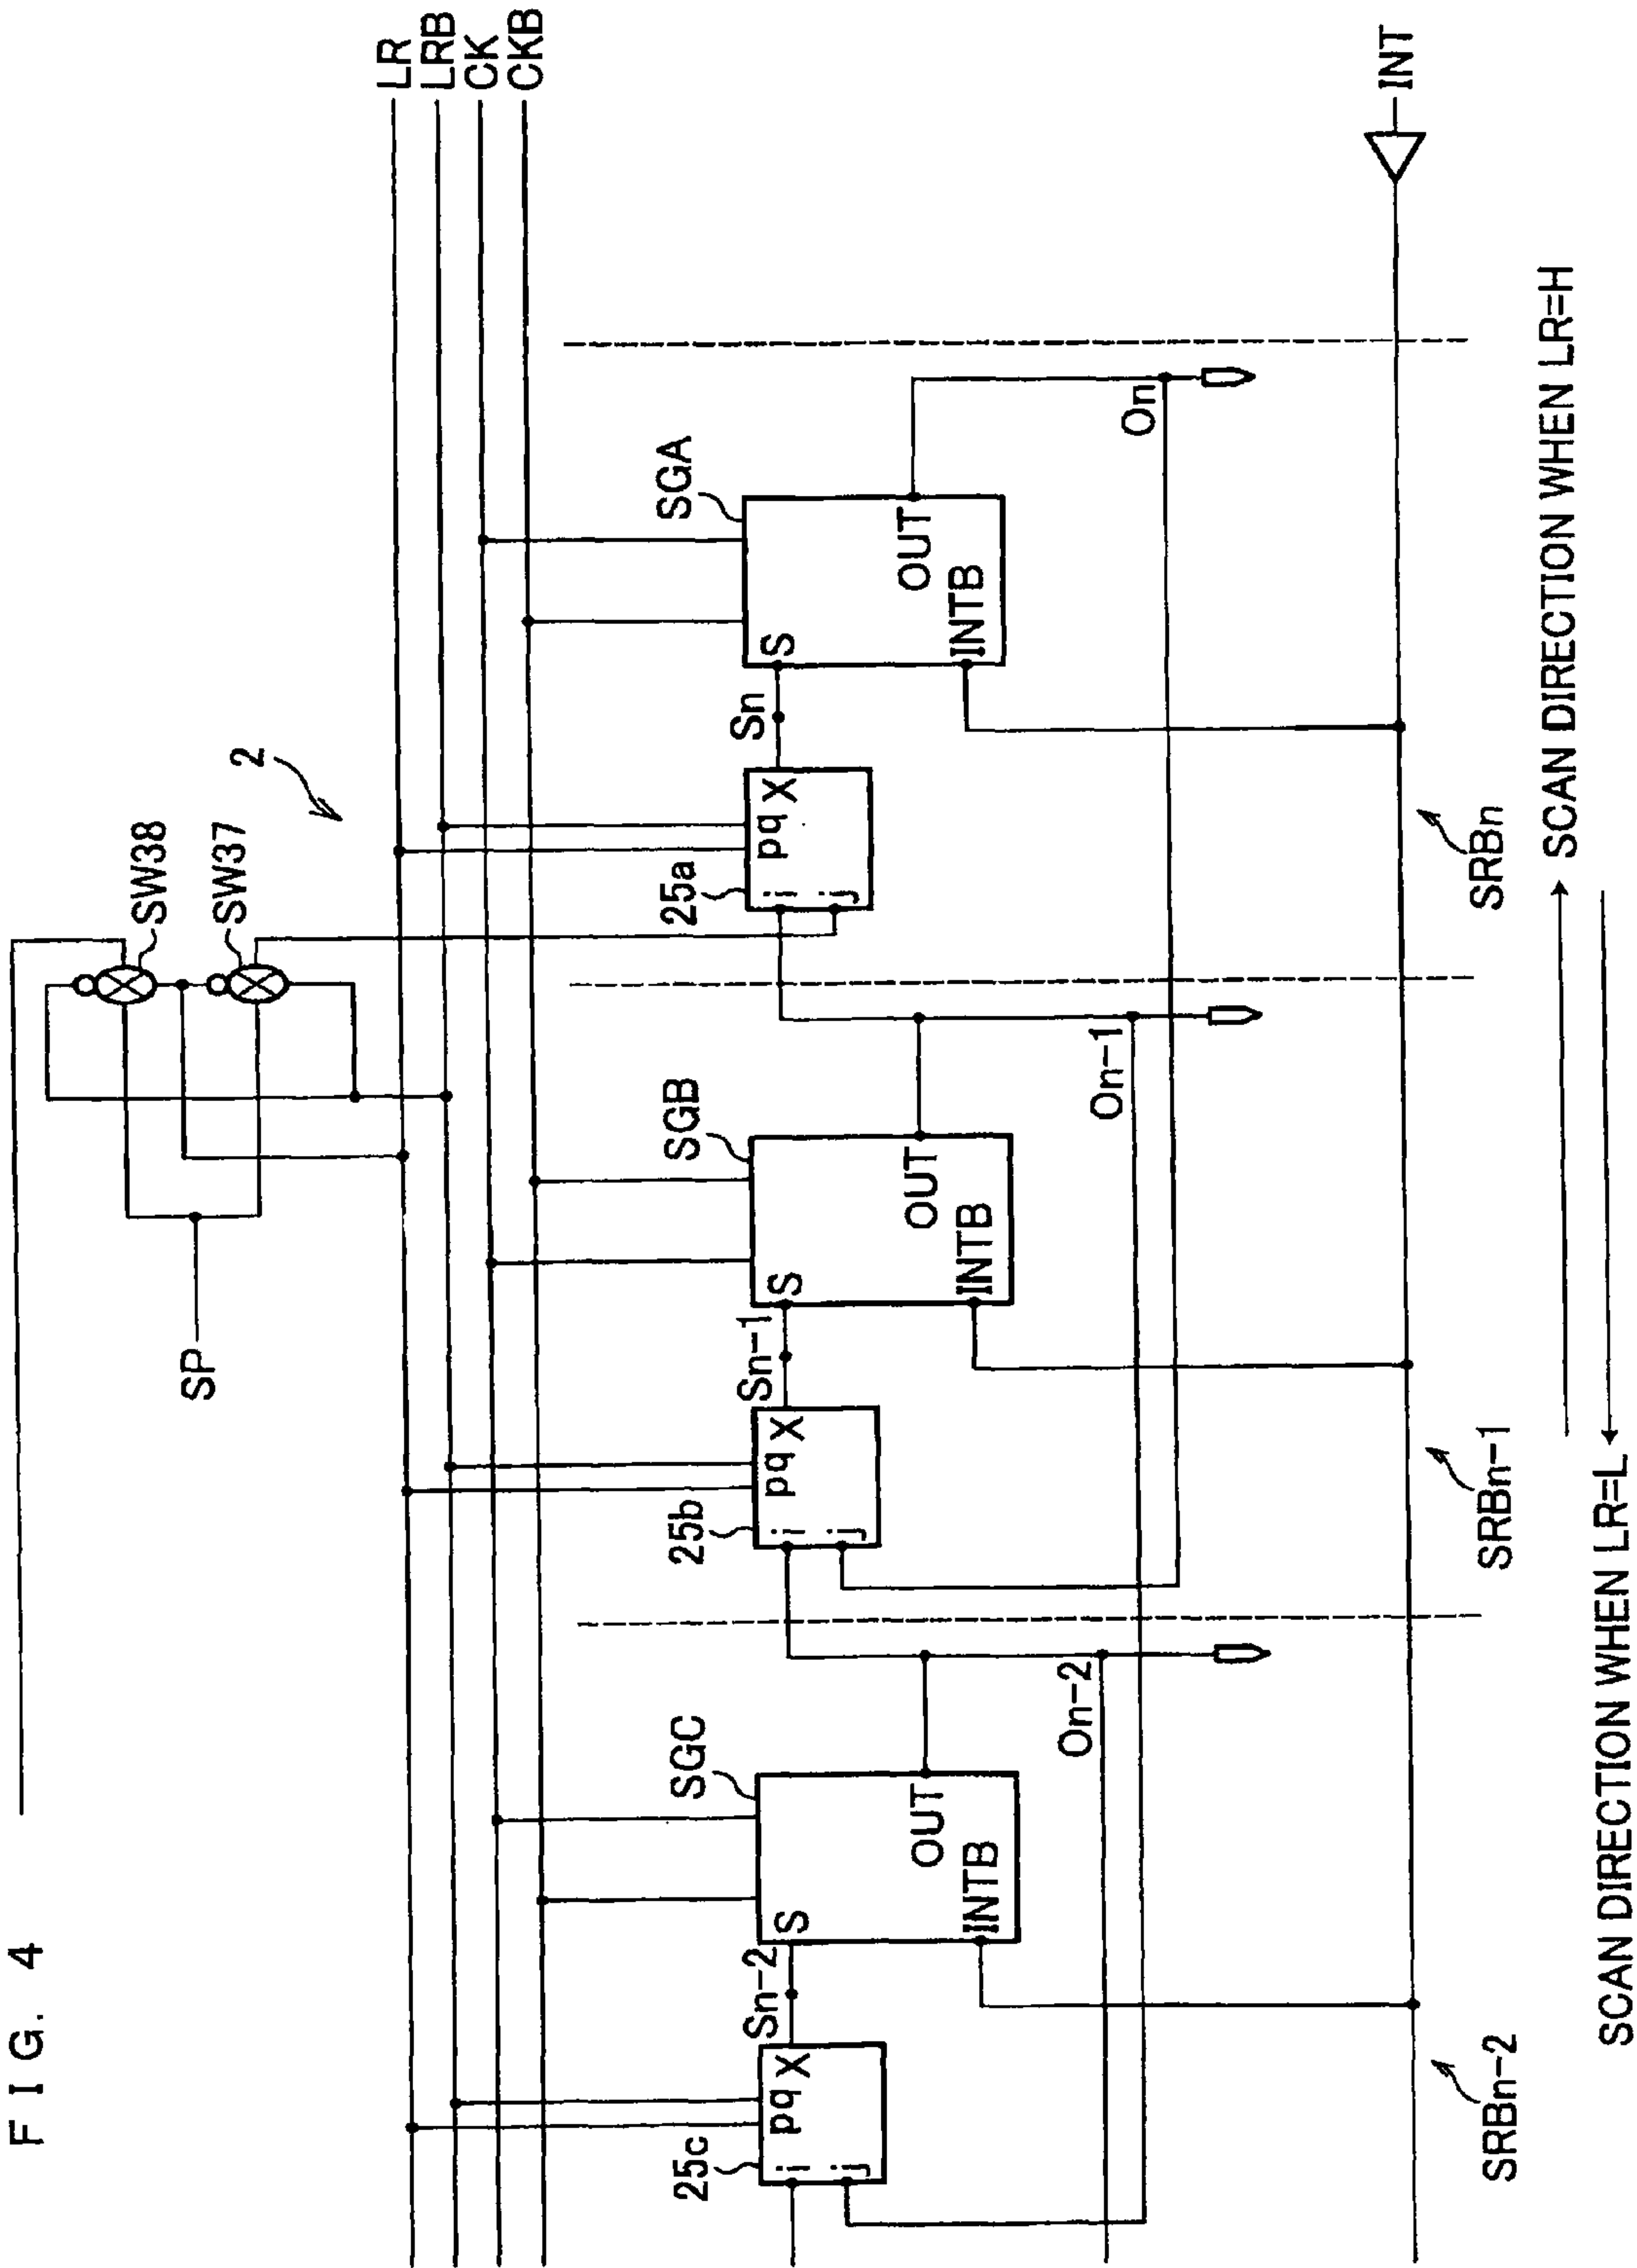 FIG. 4
SW38
SW37
SP
2
LR
LRB
CK
CKB
25c
pq X
i
j
Sn-2
S
SGC
OUT
INTB
On-2
25b
pq X
i
j
Sn-1
S
SGB
OUT
INTB
On-1
25a
pq X
i
j
Sn
S
SGA
OUT
INTB
On
INT
SRBn-2
SRBn-1
SRBn
SCAN DIRECTION WHEN LR=H
SCAN DIRECTION WHEN LR=L